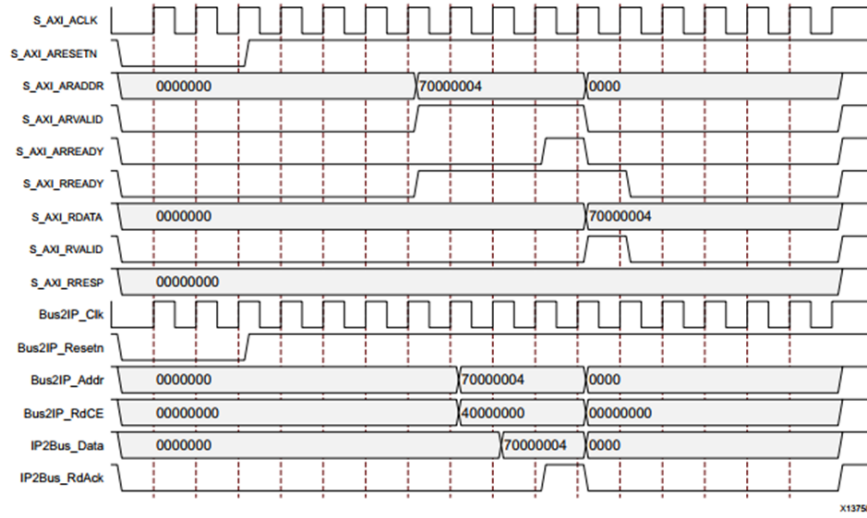 S_AXI_ACLK
S_AXI_ARESETN
S_AXI_ARADDR 0000000 70000004 0000
S_AXI_ARVALID
S_AXI_ARREADY
S_AXI_RREADY
S_AXI_RDATA 0000000 70000004
S_AXI_RVALID
S_AXI_RRESP 00000000
Bus2IP_Clk
Bus2IP_Resetn
Bus2IP_Addr 0000000 70000004 0000
Bus2IP_RdCE 00000000 40000000 00000000
IP2Bus_Data 0000000 70000004 0000
IP2Bus_RdAck